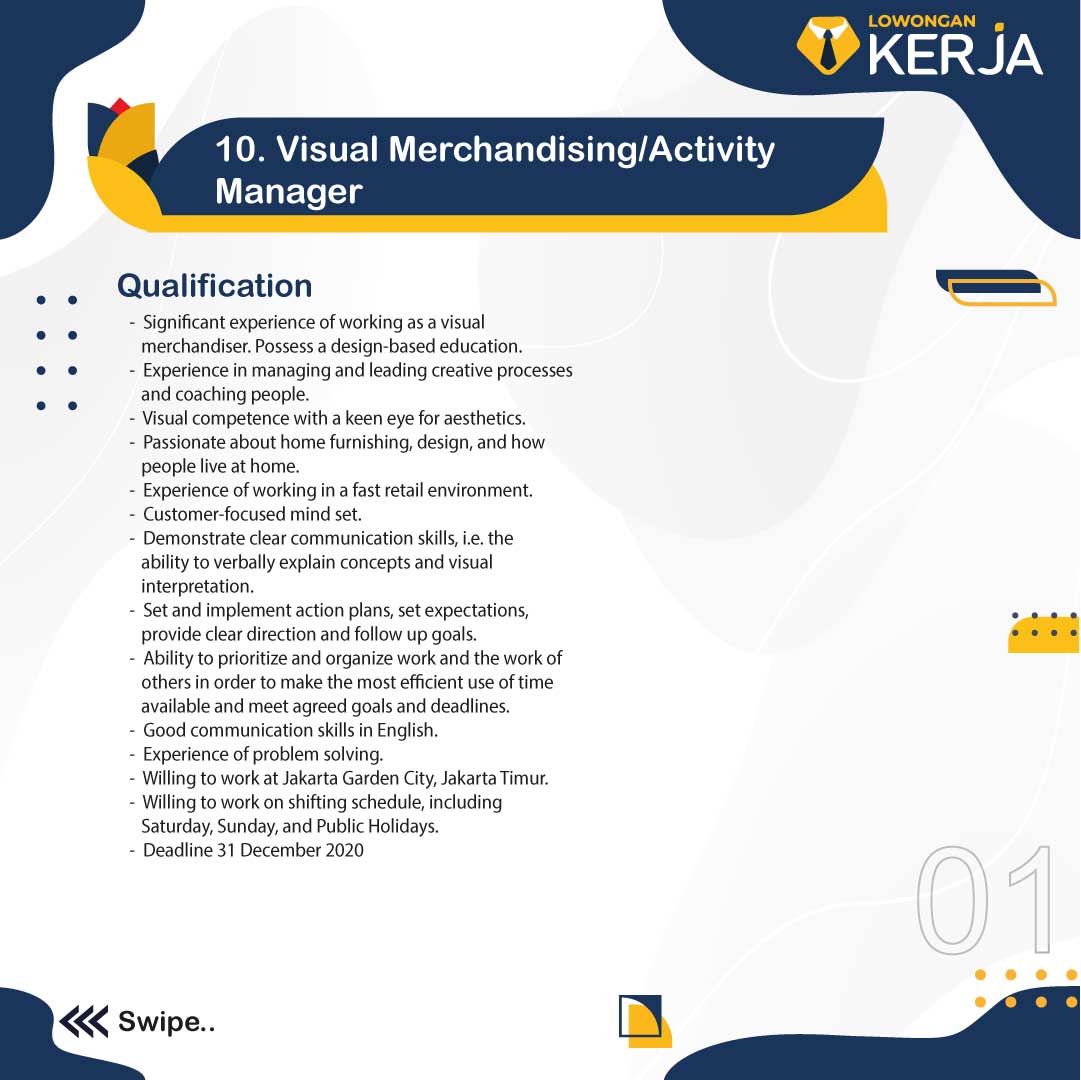 LOWONGAN
KERJA
10. Visual Merchandising/Activity
Manager
Qualification
- Significant experience of working as a visual
merchandiser. Possess a design-based education.
- Experience in managing and leading creative processes
and coaching people.
- Visual competence with a keen eye for aesthetics.
- Passionate about home furnishing, design, and how
people live at home.
- Experience of working in a fast retail environment.
- Customer-focused mind set.
- Demonstrate clear communication skills, i.e. the
ability to verbally explain concepts and visual
interpretation.
- Set and implement action plans, set expectations,
provide clear direction and follow up goals.
- Ability to prioritize and organize work and the work of
others in order to make the most efficient use of time
available and meet agreed goals and deadlines.
- Good communication skills in English.
- Experience of problem solving.
- Willing to work at Jakarta Garden City, Jakarta Timur.
- Willing to work on shifting schedule, including
Saturday, Sunday, and Public Holidays.
- Deadline 31 December 2020
01
Swipe..